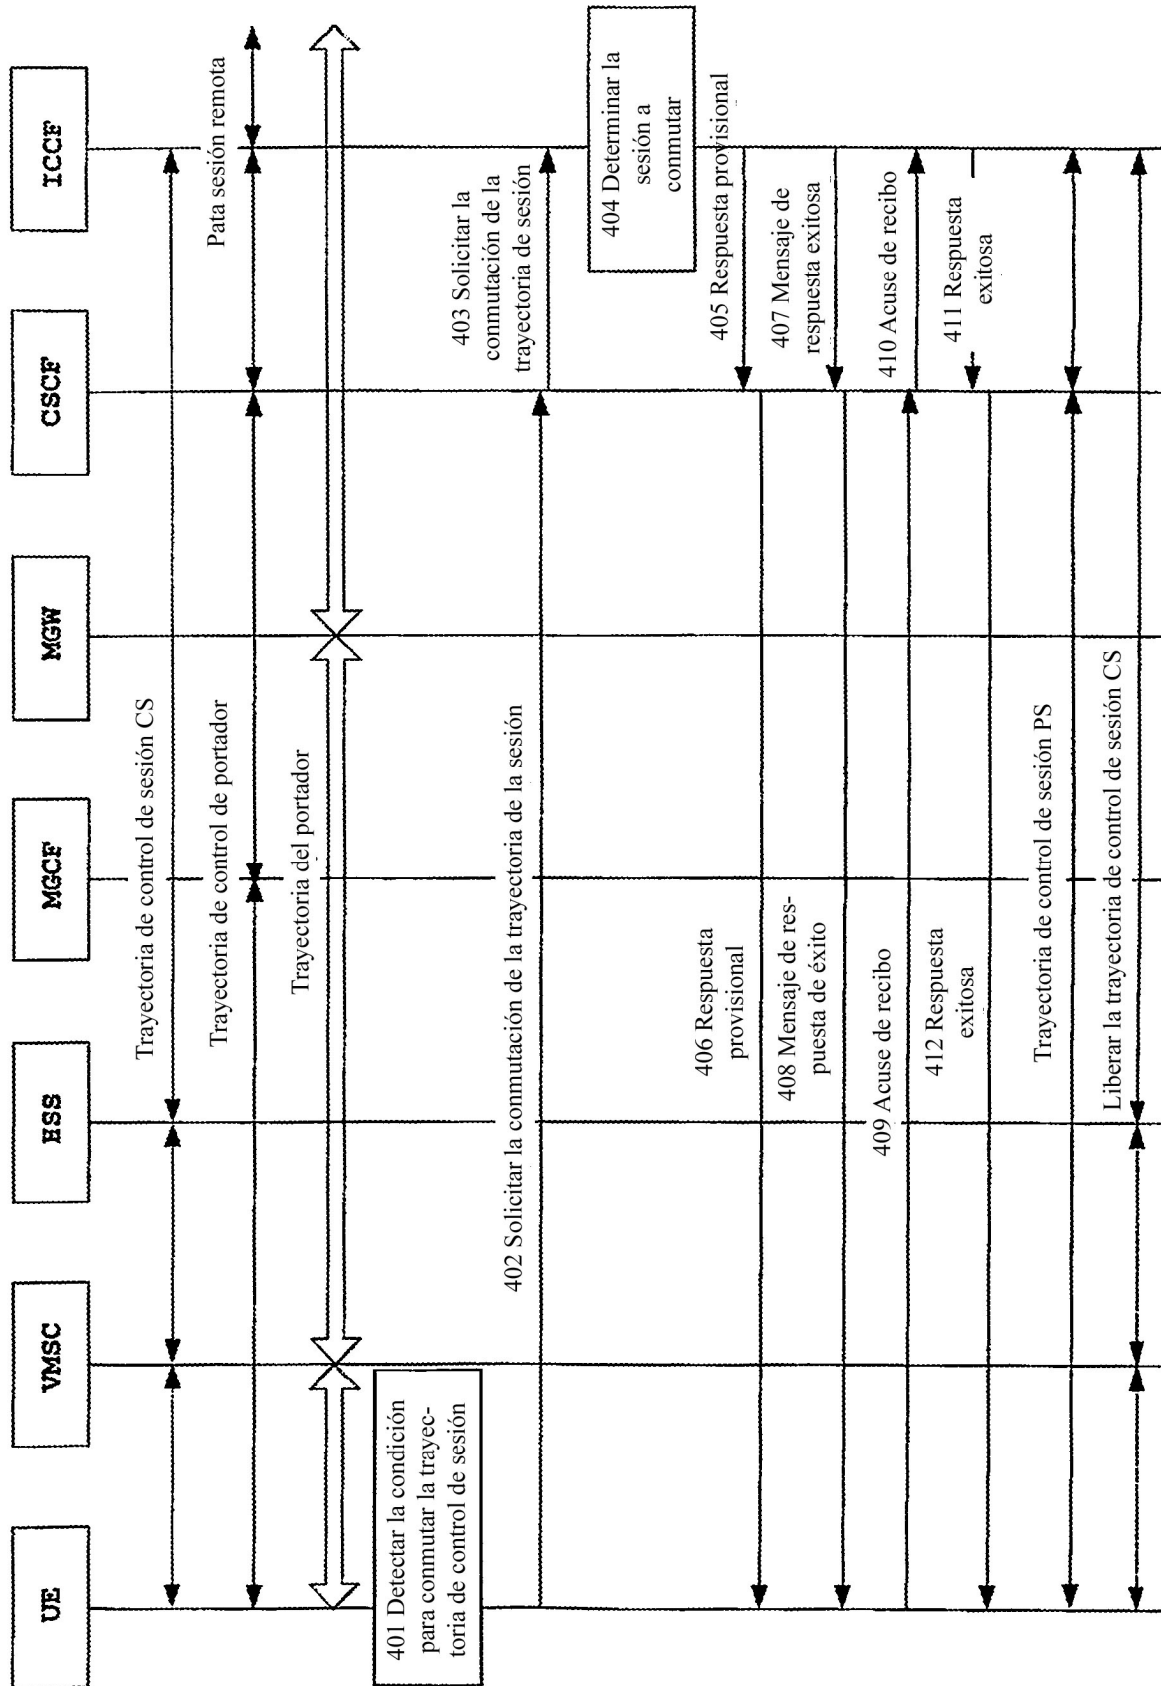 UE
VMSC
HSS
MGCF
MGW
CSCF
ICCF
Trayectoria de control de sesión CS
Trayectoria de control de portador
Pata sesión remota
Trayectoria del portador
401 Detectar la condición
para conmutar la trayec-
toria de control de sesión
402 Solicitar la conmutación de la trayectoria de la sesión
403 Solicitar la
conmutación de la
trayectoria de sesión
404 Determinar la
sesión a
conmutar
405 Respuesta provisional
406 Respuesta
provisional
407 Mensaje de
respuesta exitosa
408 Mensaje de res-
puesta de éxito
409 Acuse de recibo
410 Acuse de recibo
411 Respuesta
exitosa
412 Respuesta
exitosa
Trayectoria de control de sesión PS
Liberar la trayectoria de control de sesión CS